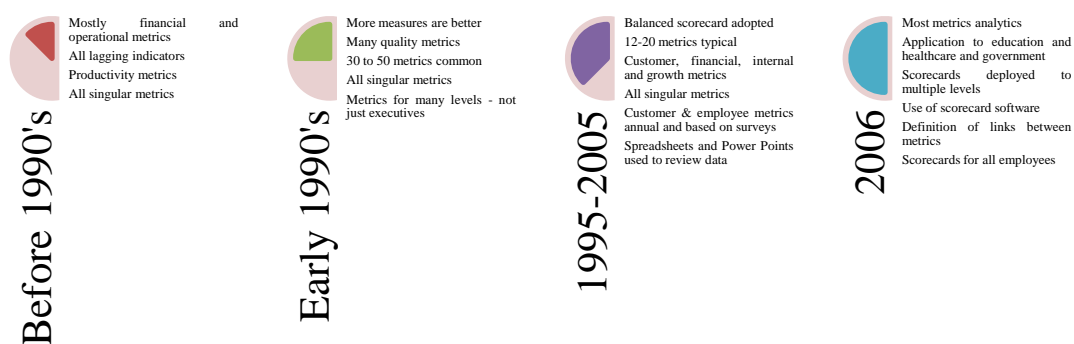 Before 1990's
Mostly financial and
operational metrics
All lagging indicators
Productivity metrics
All singular metrics
Early 1990's
More measures are better
Many quality metrics
30 to 50 metrics common
All singular metrics
Metrics for many levels - not
just executives
1995-2005
Balanced scorecard adopted
12-20 metrics typical
Customer, financial, internal
and growth metrics
All singular metrics
Customer & employee metrics
annual and based on surveys
Spreadsheets and Power Points
used to review data
2006
Most metrics analytics
Application to education and
healthcare and government
Scorecards deployed to
multiple levels
Use of scorecard software
Definition of links between
metrics
Scorecards for all employees